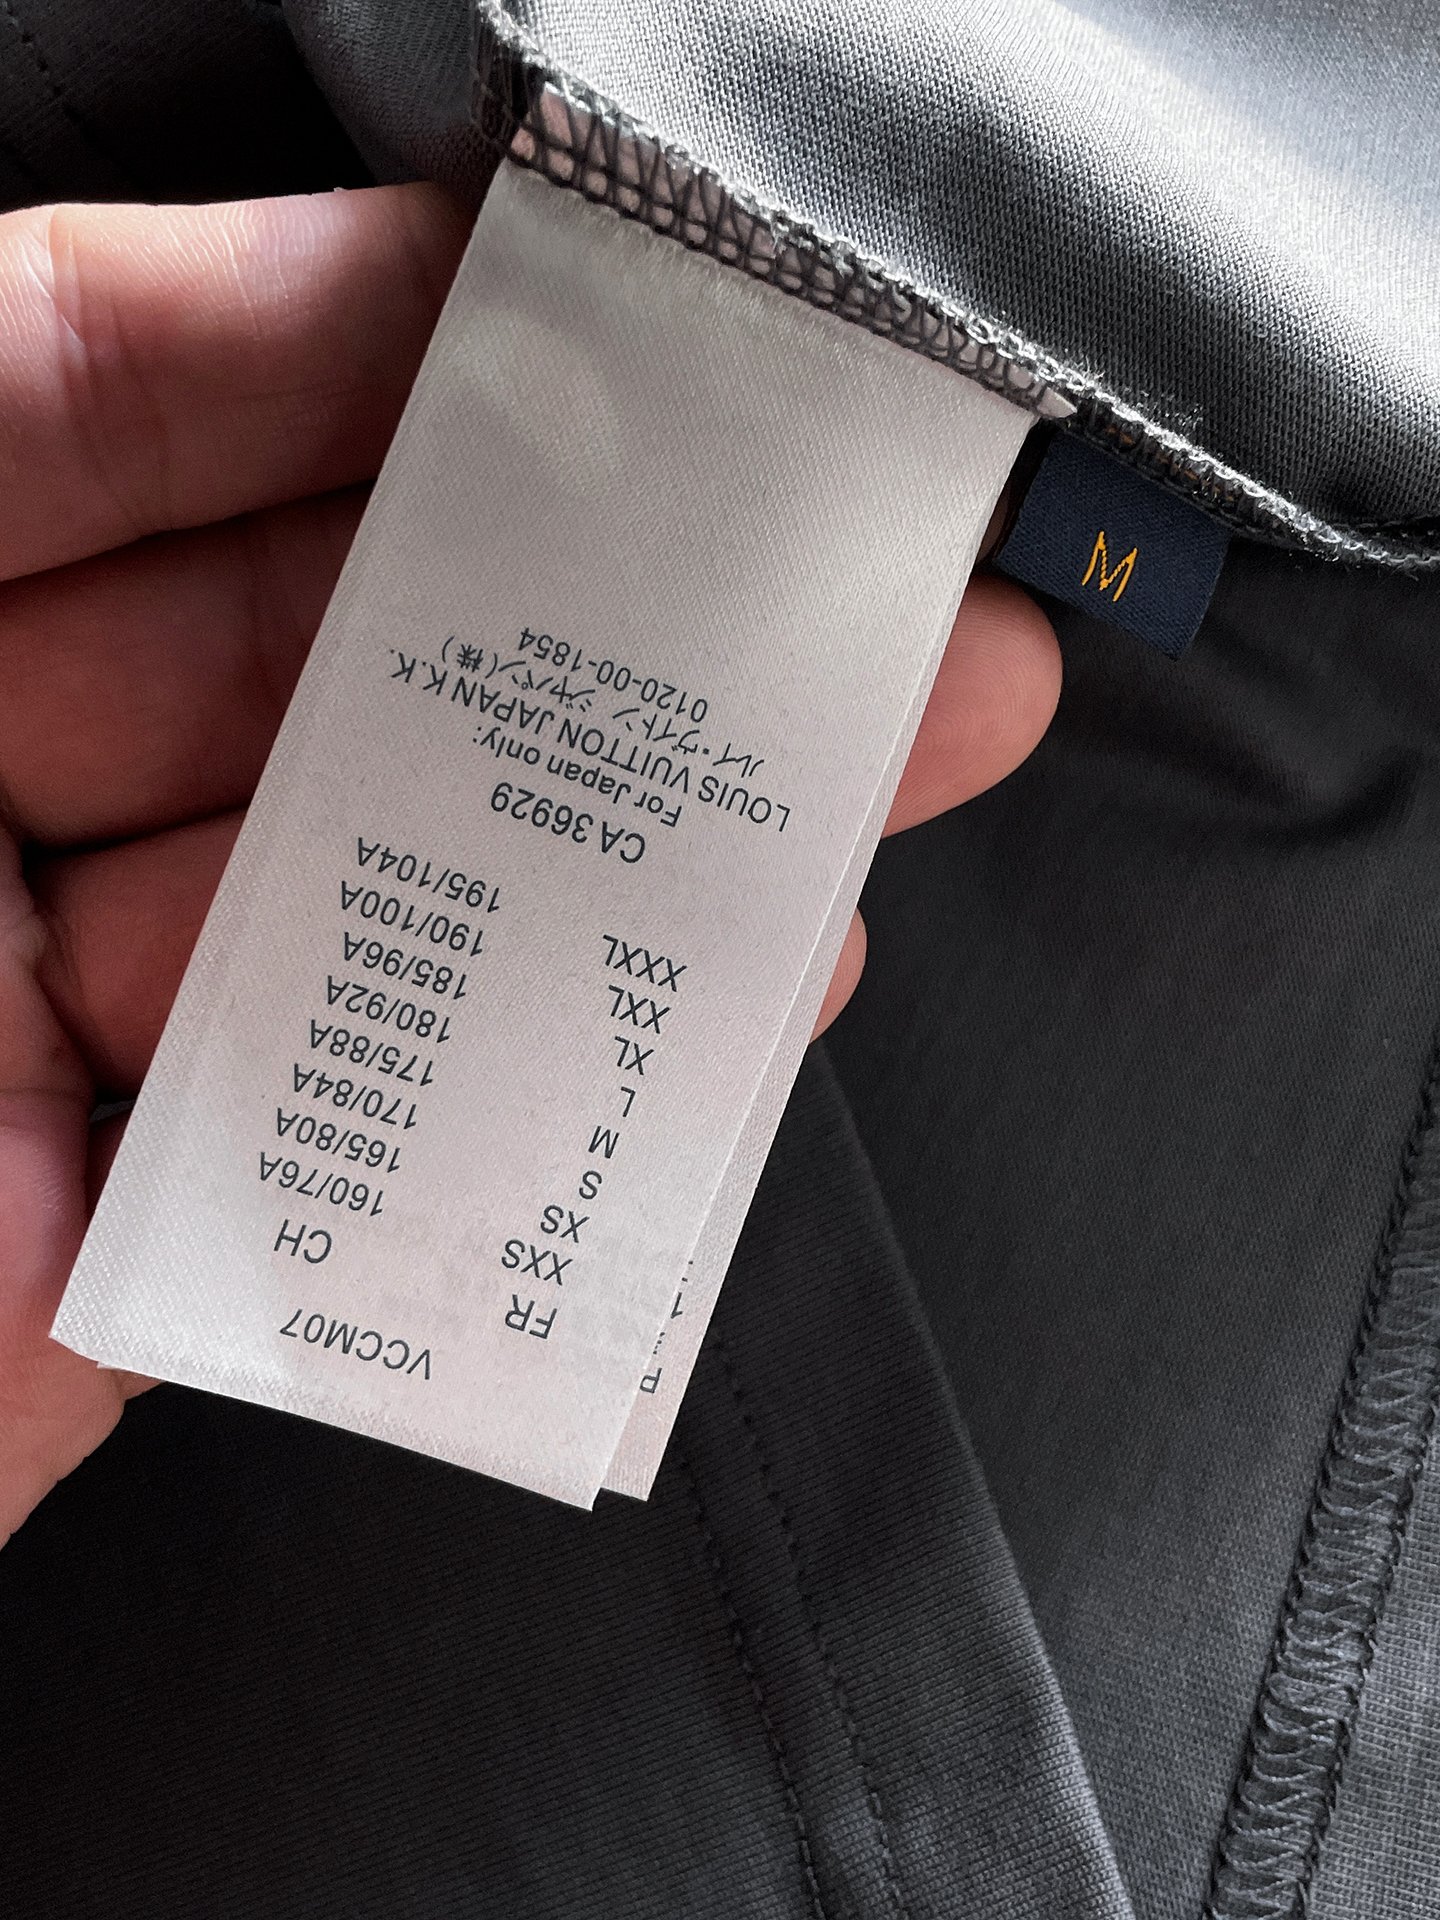 VCCM07
FR CH
XXS 160/76A
XS 165/80A
S 170/84A
M 175/88A
L 180/92A
XL 185/96A
XXL 190/100A
XXXL 195/104A
CA 36929
For Japan only:
LOUIS VUITTON JAPAN K.K.
ルイ・ヴィトン ジャパン(株)
0120-00-1854
M